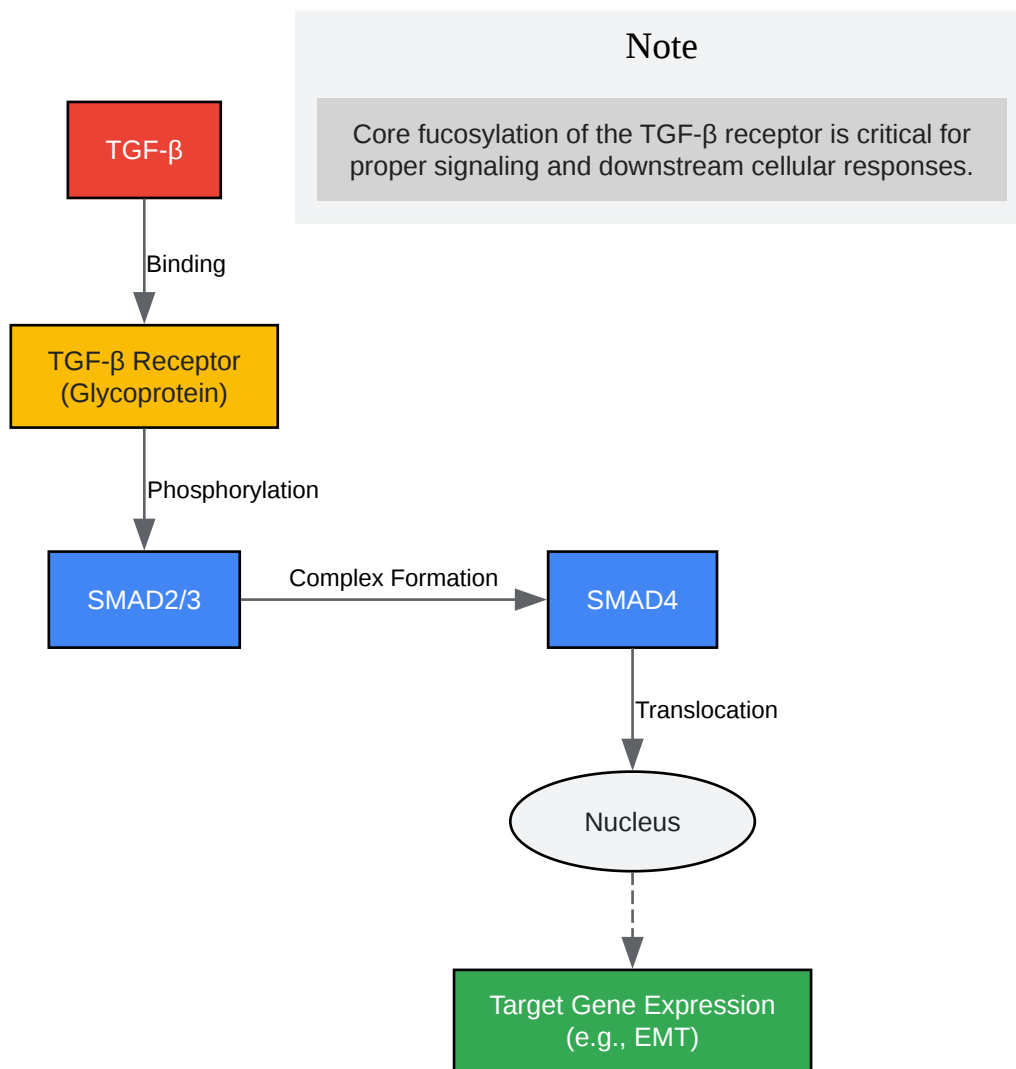 Note
Core fucosylation of the TGF-β receptor is critical for
proper signaling and downstream cellular responses.
TGF-β
Binding
TGF-β Receptor
(Glycoprotein)
Phosphorylation
SMAD2/3
Complex Formation
SMAD4
Translocation
Nucleus
Target Gene Expression
(e.g., EMT)